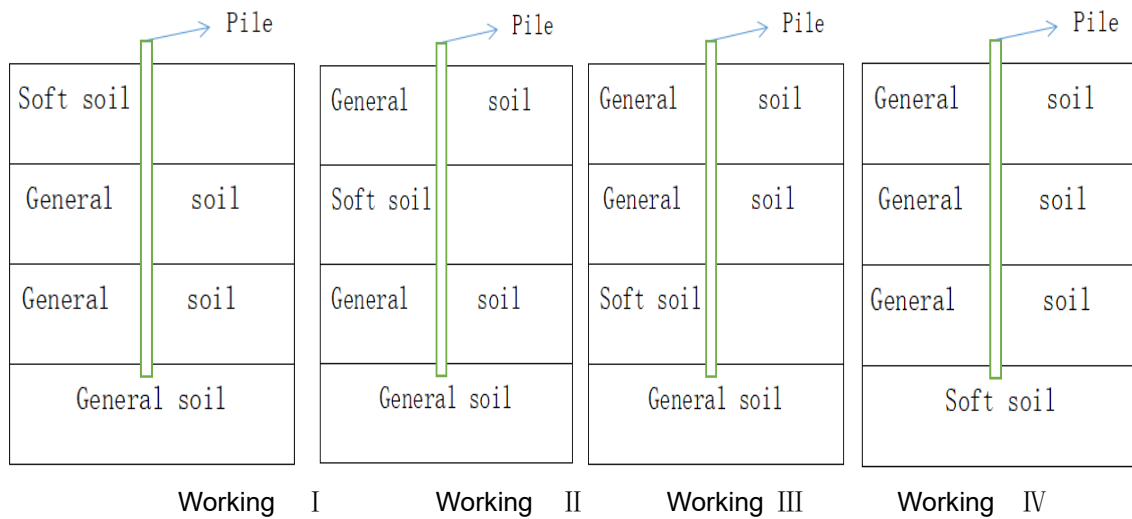 Pile
Soft soil
General soil
General soil
General soil
Working Ⅰ
Pile
General soil
Soft soil
General soil
General soil
Working Ⅱ
Pile
General soil
General soil
Soft soil
General soil
Working Ⅲ
Pile
General soil
General soil
General soil
Soft soil
Working Ⅳ